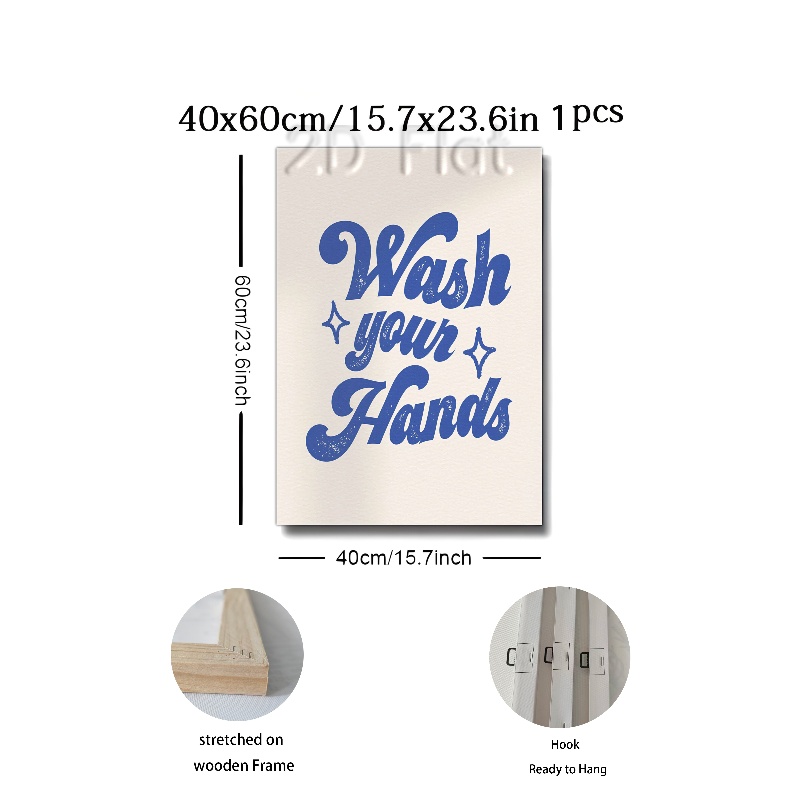 40x60cm/15.7x23.6in 1pcs
2D Flat
Wash
your
Hands
60cm/23.6inch
40cm/15.7inch
stretched on
wooden Frame
Hook
Ready to Hang